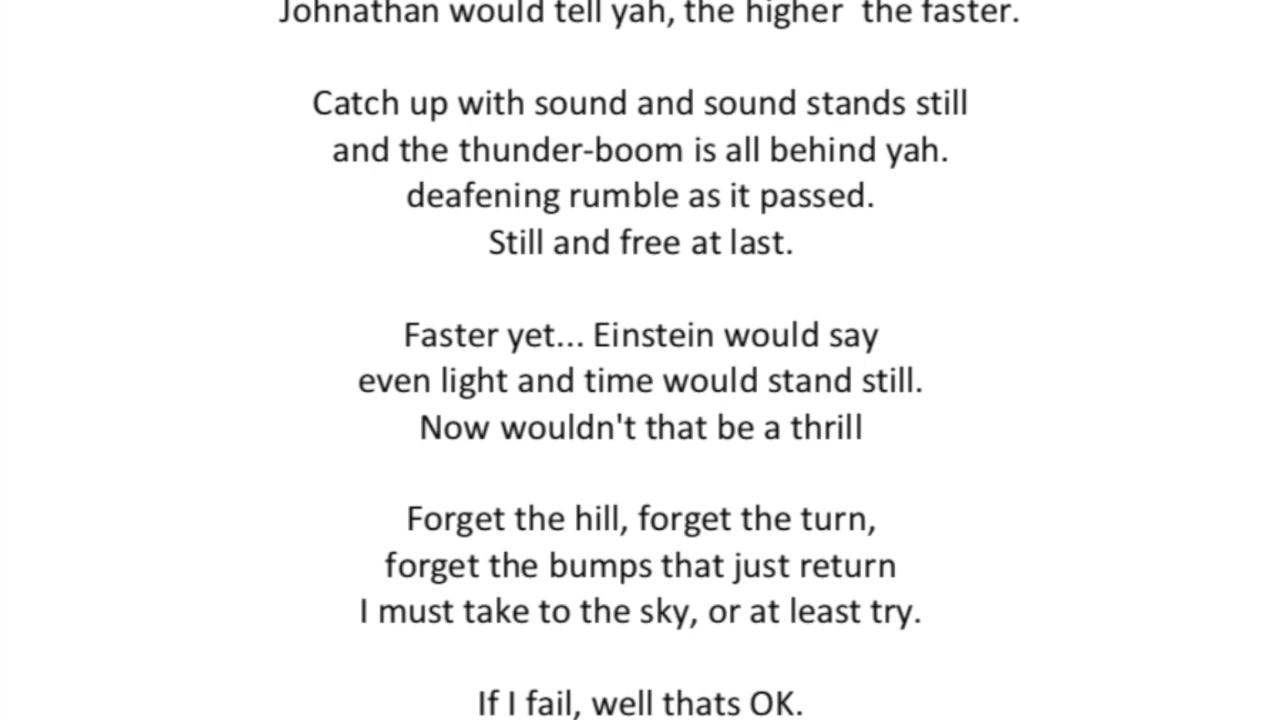 Johnathan would tell yah, the higher  the faster.
Catch up with sound and sound stands still
and the thunder-boom is all behind yah.
deafening rumble as it passed.
Still and free at last.
Faster yet... Einstein would say
even light and time would stand still.
Now wouldn't that be a thrill
Forget the hill, forget the turn,
forget the bumps that just return
I must take to the sky, or at least try.
If I fail, well thats OK.